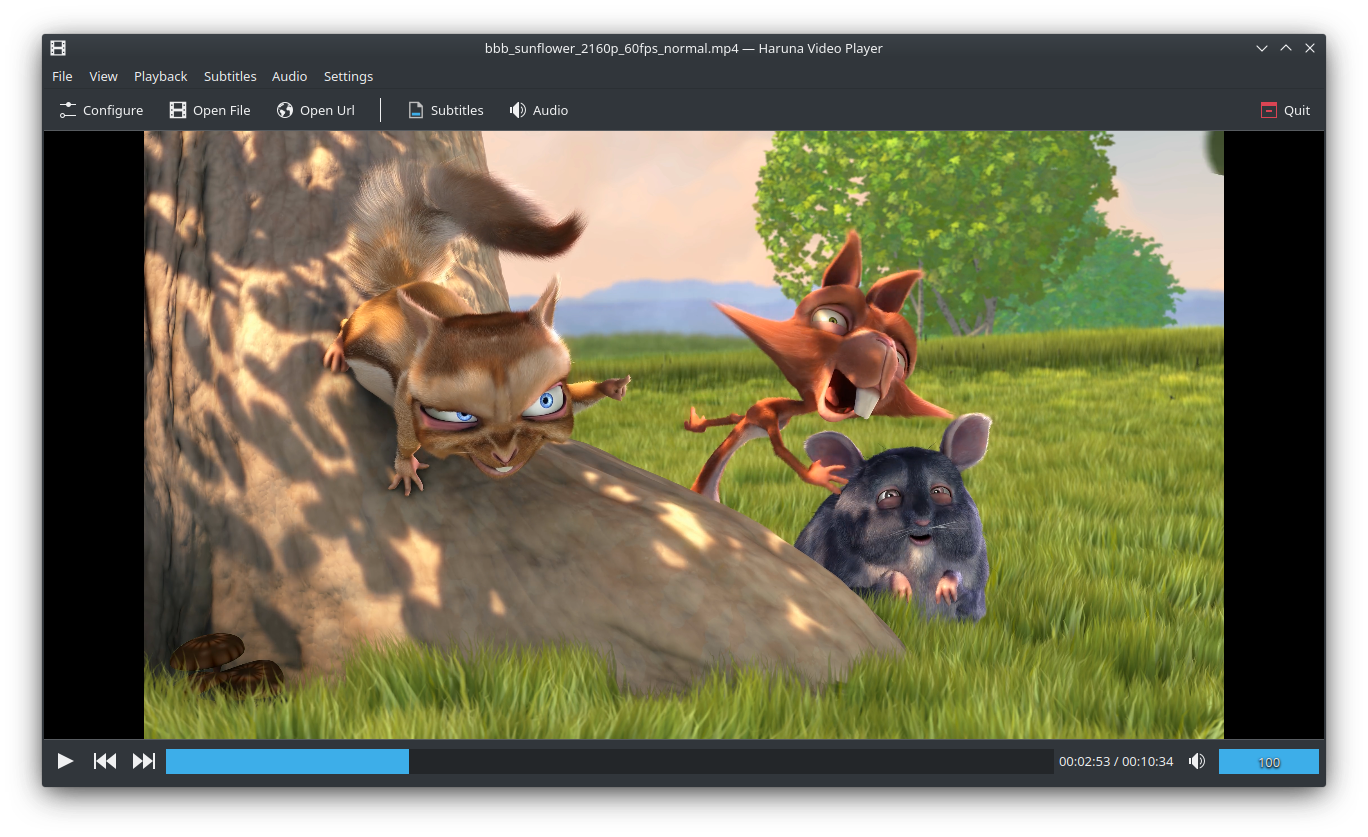 bbb_sunflower_2160p_60fps_normal.mp4 — Haruna Video Player
File View Playback Subtitles Audio Settings
Configure Open File Open Url Subtitles Audio Quit
00:02:53 / 00:10:34 100